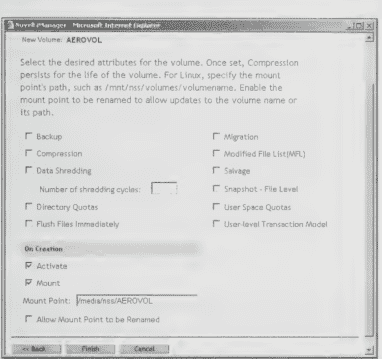 Novell iManager - Microsoft Internet Explorer
New Volume: AEROVOL
Select the desired attributes for the volume. Once set, Compression
persists for the life of the volume. For Linux, specify the mount
point's path, such as /mnt/nss/volumes/volumename. Enable the
mount point to be renamed to allow updates to the volume name or
its path.
Backup
Migration
Compression
Modified File List(MFL)
Data Shredding
Salvage
Number of shredding cycles:
Snapshot - File Level
Directory Quotas
User Space Quotas
Flush Files Immediately
User-level Transaction Model
On Creation
Activate
Mount
Mount Point: /media/nss/AEROVOL
Allow Mount Point to be Renamed
<< Back Finish Cancel